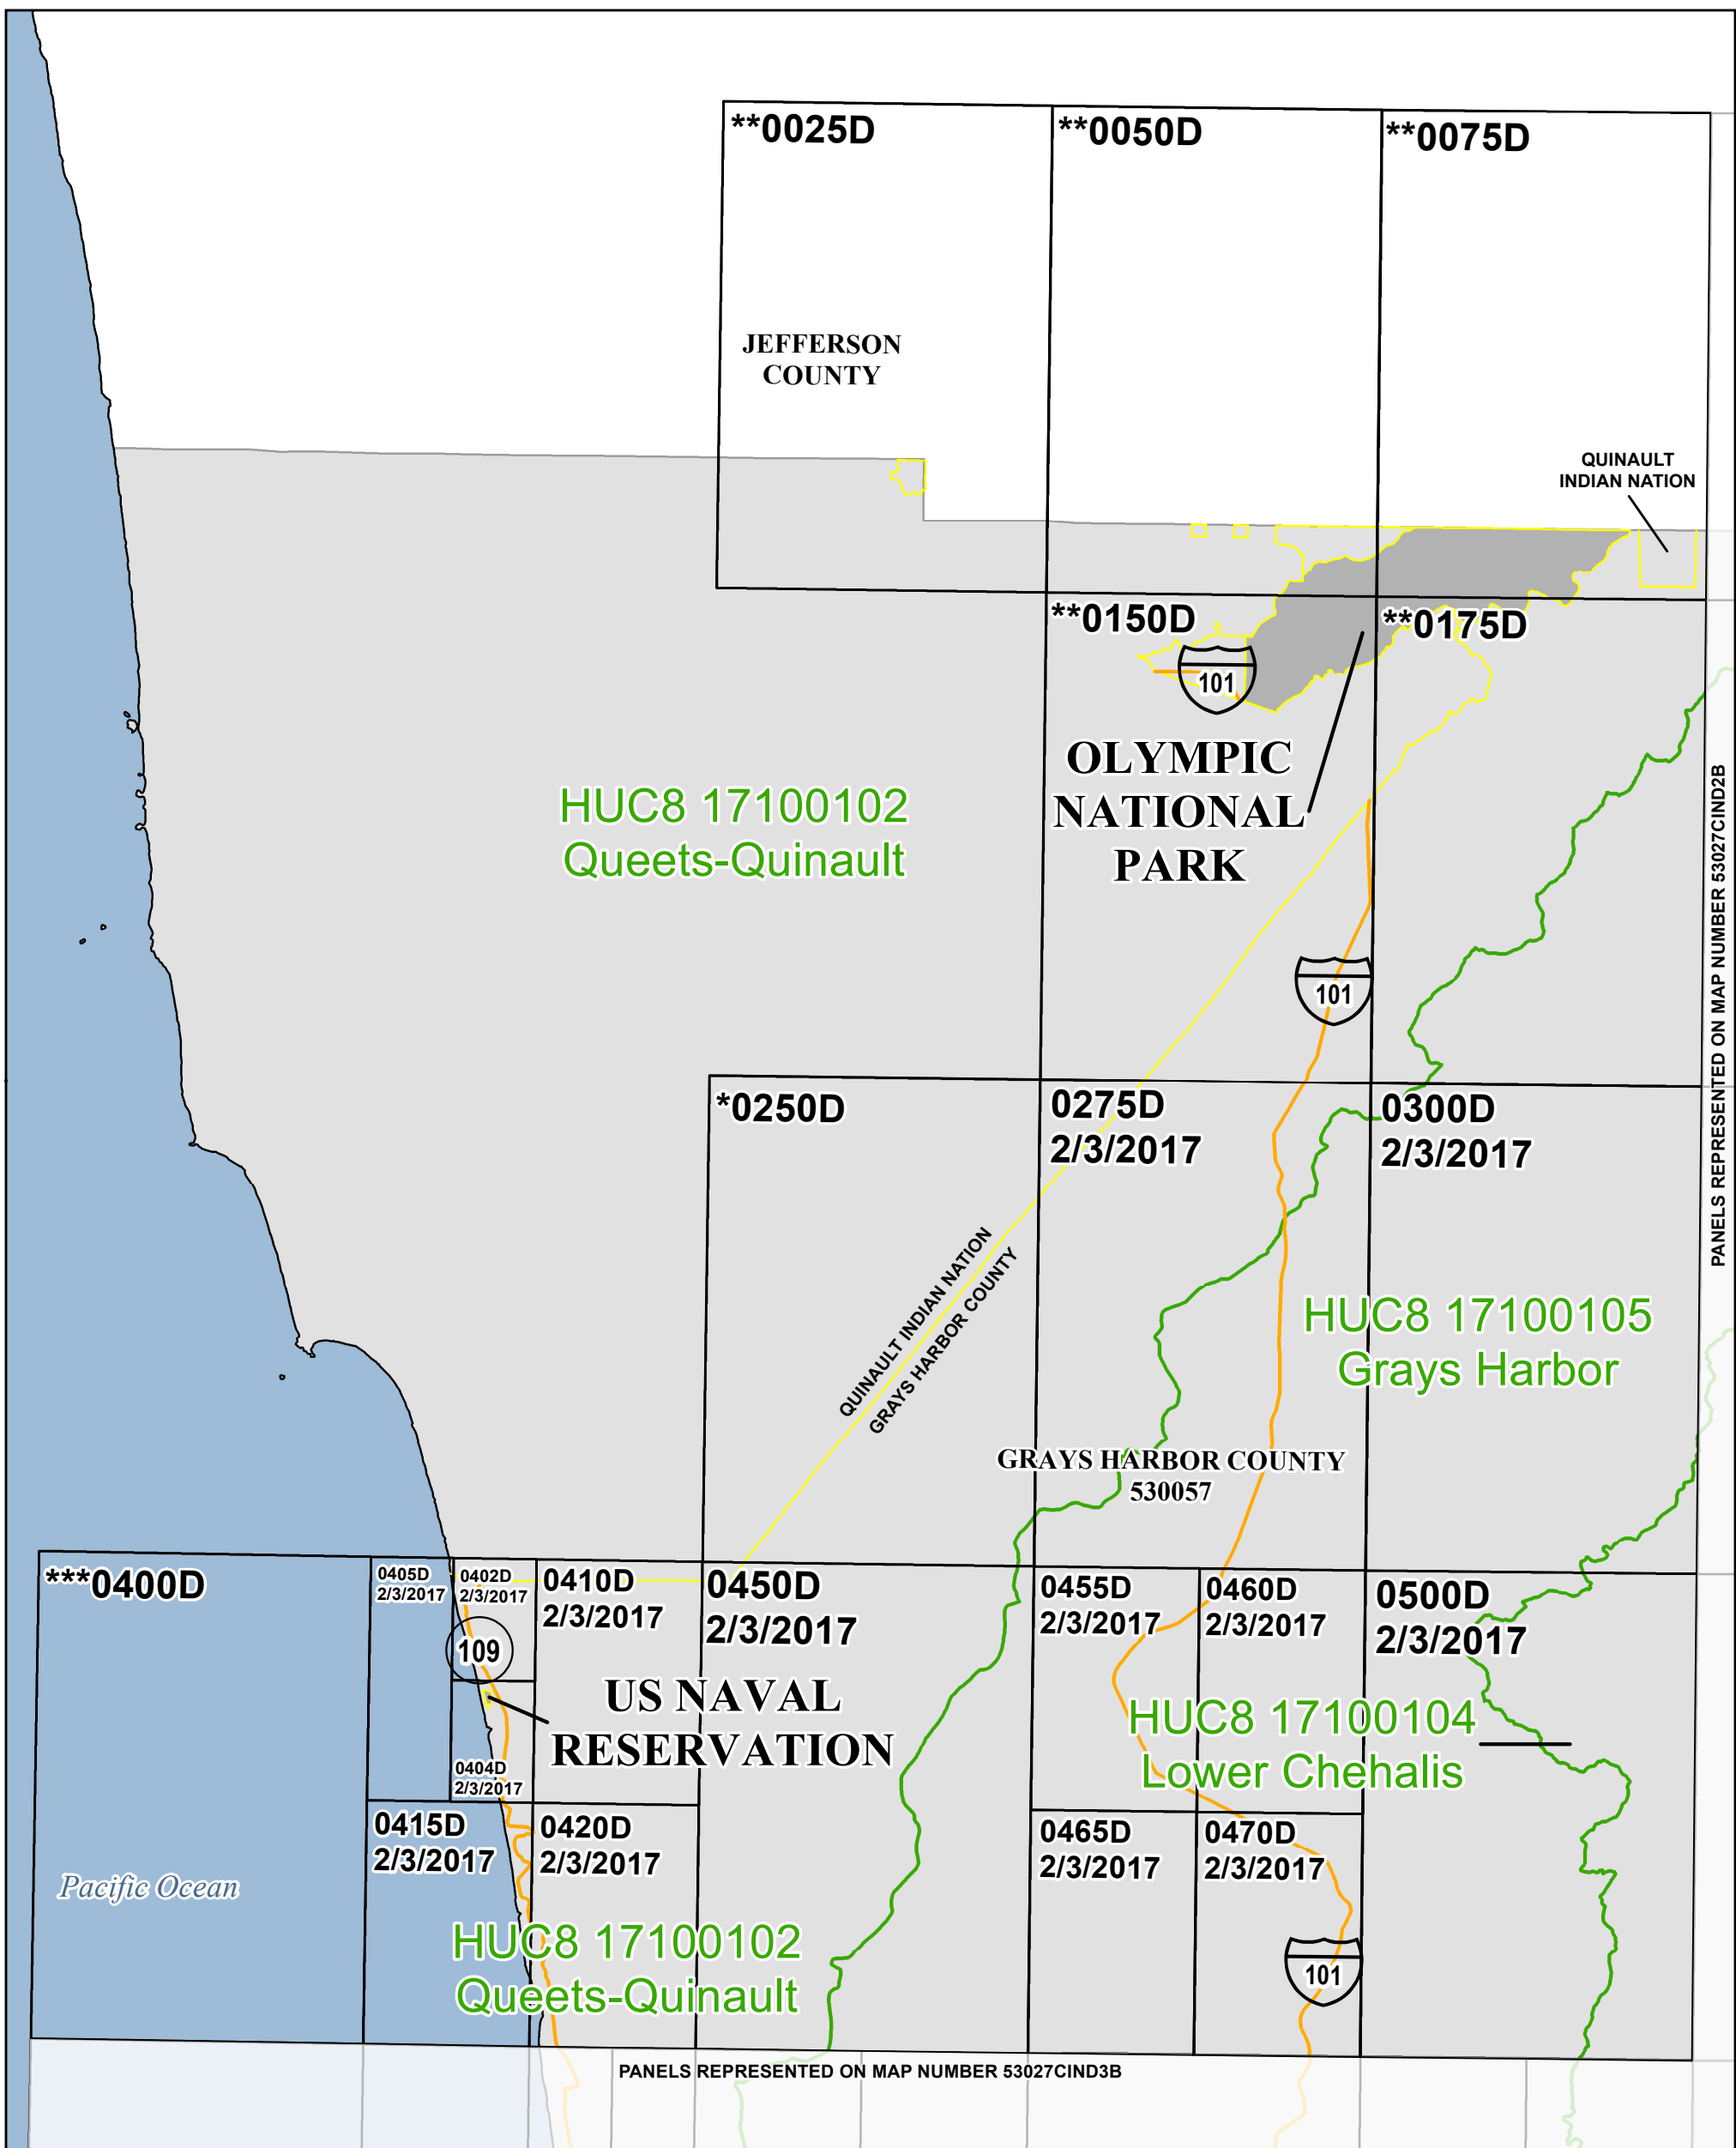 **0025D
**0050D
**0075D
JEFFERSON
COUNTY
QUINAULT
INDIAN NATION
**0150D
**0175D
101
OLYMPIC
NATIONAL
PARK
HUC8 17100102
Queets-Quinault
PANELS REPRESENTED ON MAP NUMBER 53027CIND2B
101
*0250D
0275D
2/3/2017
0300D
2/3/2017
QUINAULT INDIAN NATION
GRAYS HARBOR COUNTY
HUC8 17100105
Grays Harbor
GRAYS HARBOR COUNTY
530057
***0400D
0405D
2/3/2017
0402D
2/3/2017
0410D
2/3/2017
0450D
2/3/2017
0455D
2/3/2017
0460D
2/3/2017
0500D
2/3/2017
109
US NAVAL
RESERVATION
HUC8 17100104
Lower Chehalis
0404D
2/3/2017
0415D
2/3/2017
0420D
2/3/2017
0465D
2/3/2017
0470D
2/3/2017
Pacific Ocean
HUC8 17100102
Queets-Quinault
101
PANELS REPRESENTED ON MAP NUMBER 53027CIND3B